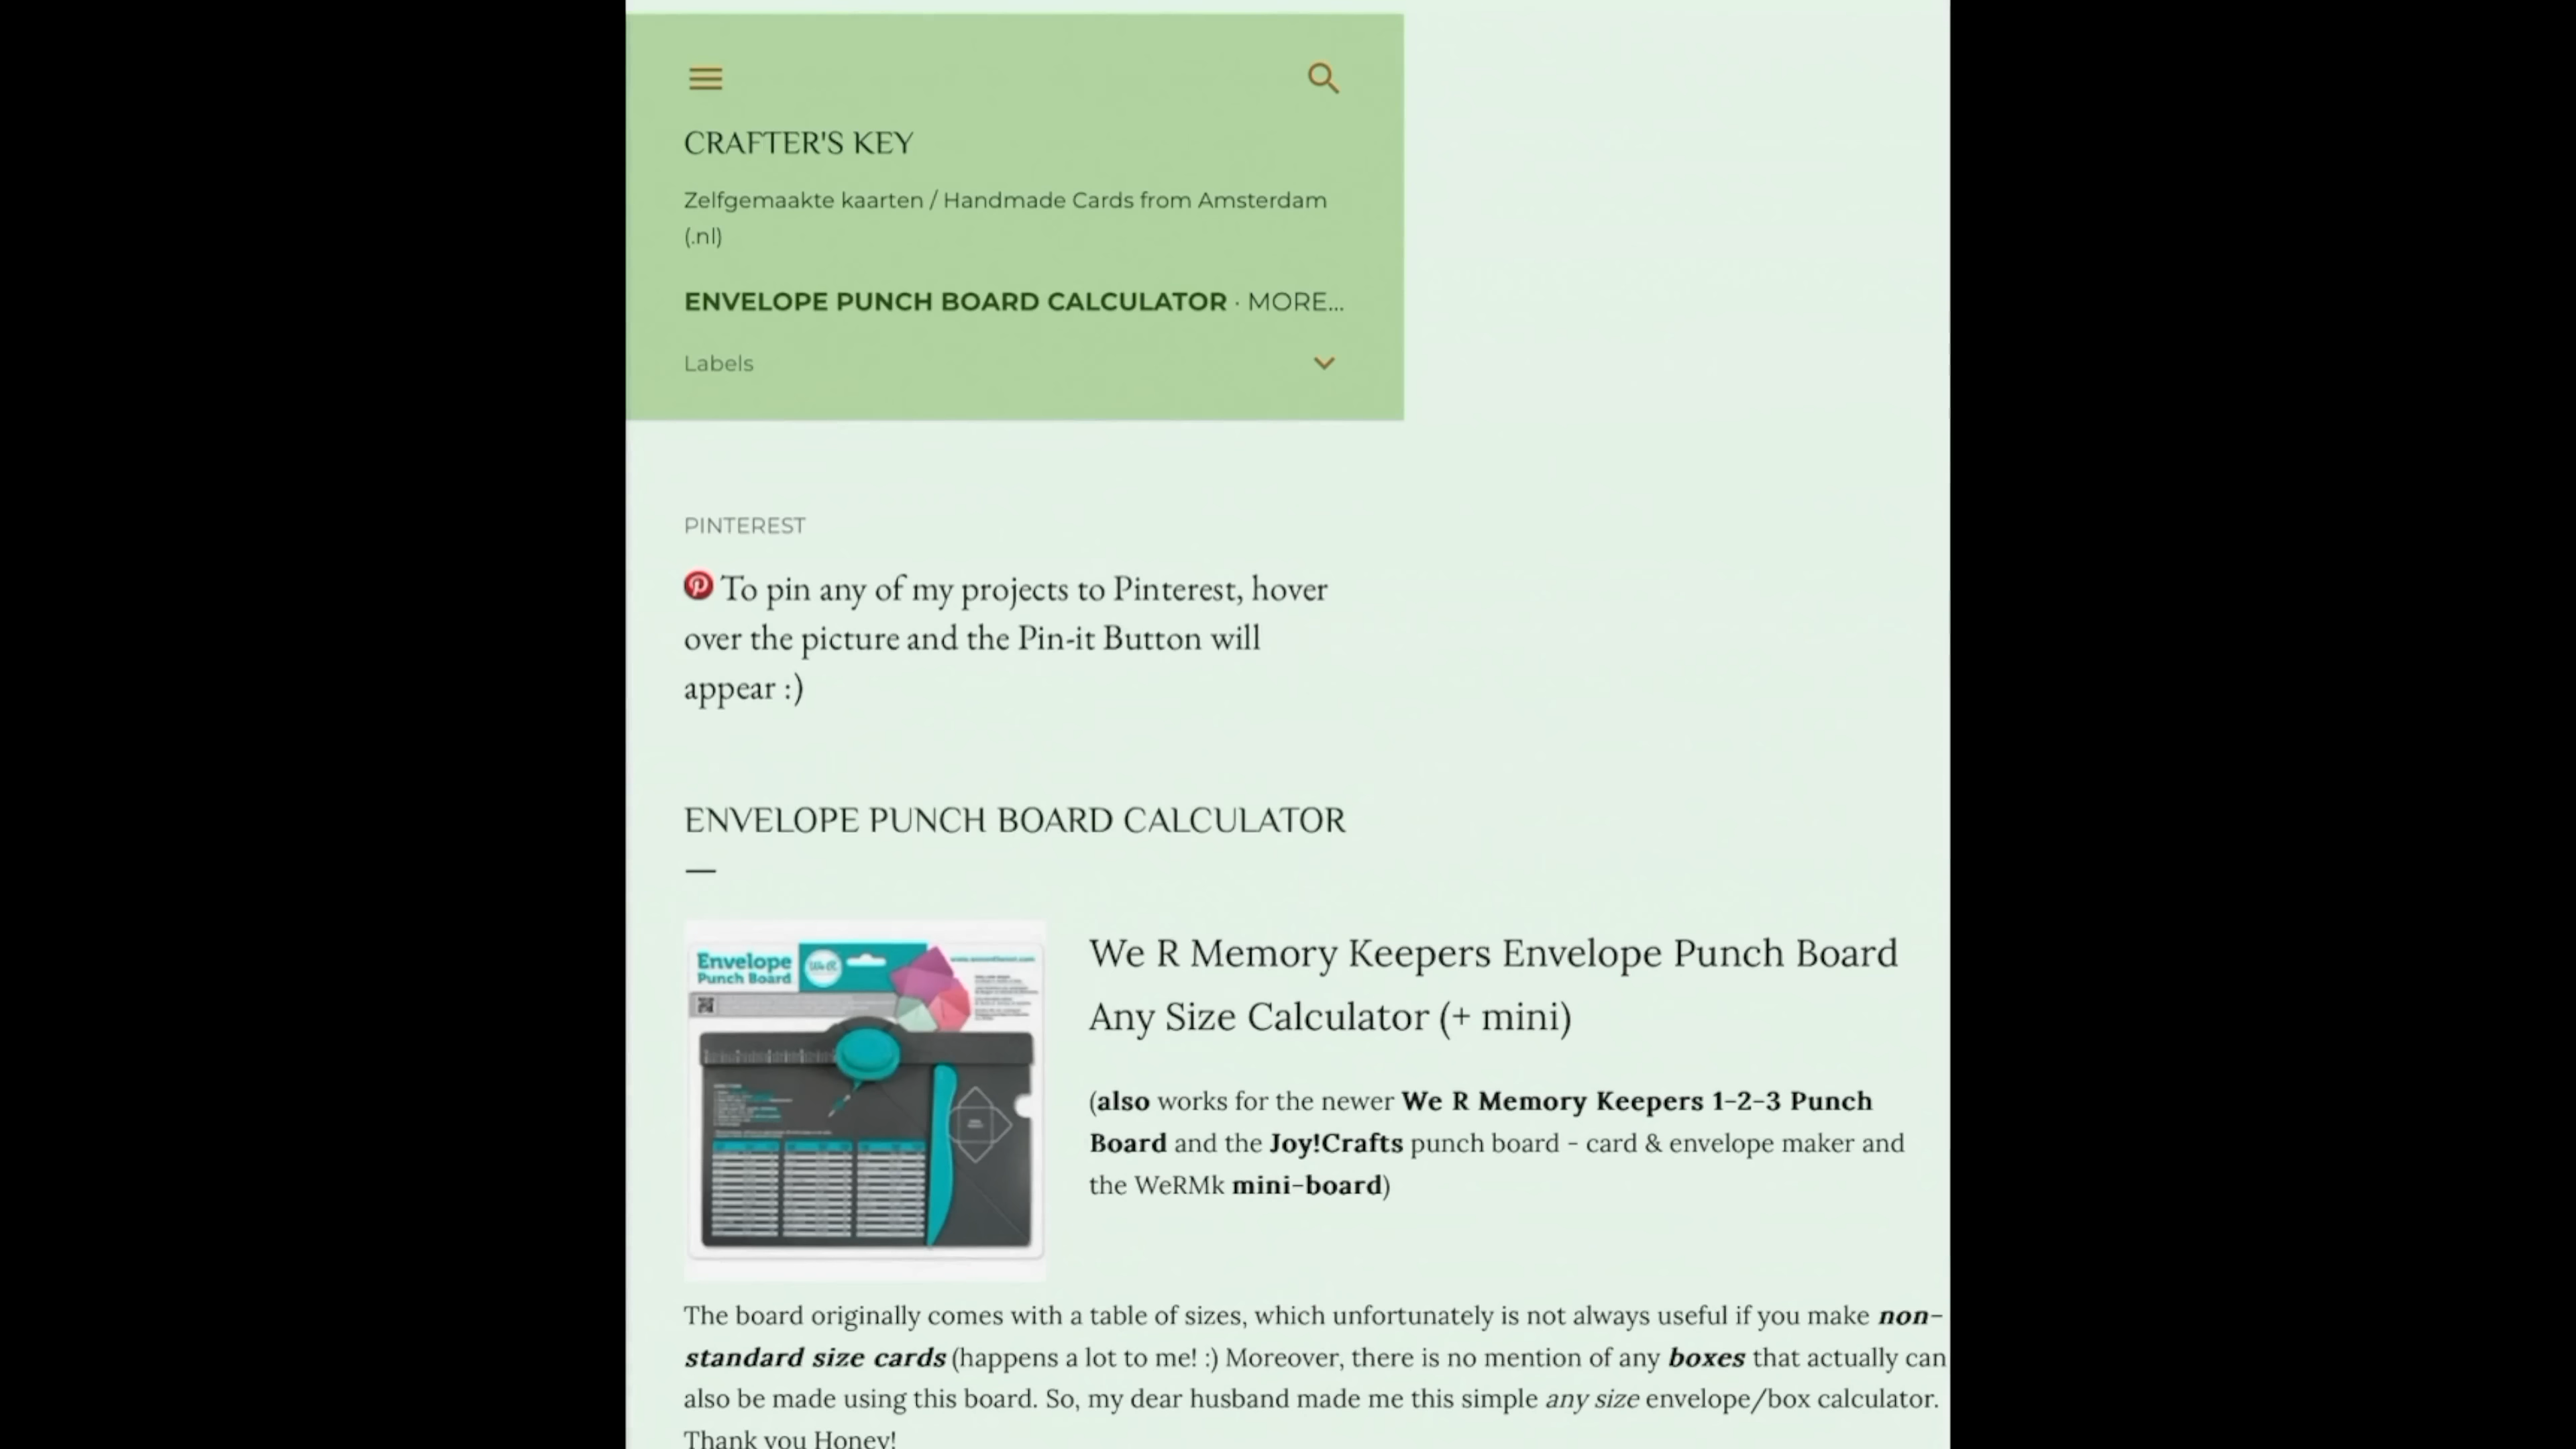 CRAFTER'S KEY
Zelfgemaakte kaarten / Handmade Cards from Amsterdam
(.nl)
ENVELOPE PUNCH BOARD CALCULATOR · MORE...
Labels
PINTEREST
To pin any of my projects to Pinterest, hover
over the picture and the Pin-it Button will
appear :)
ENVELOPE PUNCH BOARD CALCULATOR
Envelope
Punch Board
We R Memory Keepers Envelope Punch Board
Any Size Calculator (+ mini)
(also works for the newer We R Memory Keepers 1-2-3 Punch
Board and the Joy!Crafts punch board - card & envelope maker and
the WeRMk mini-board)
The board originally comes with a table of sizes, which unfortunately is not always useful if you make non-
standard size cards (happens a lot to me! :) Moreover, there is no mention of any boxes that actually can
also be made using this board. So, my dear husband made me this simple any size envelope/box calculator.
Thank you Honey!